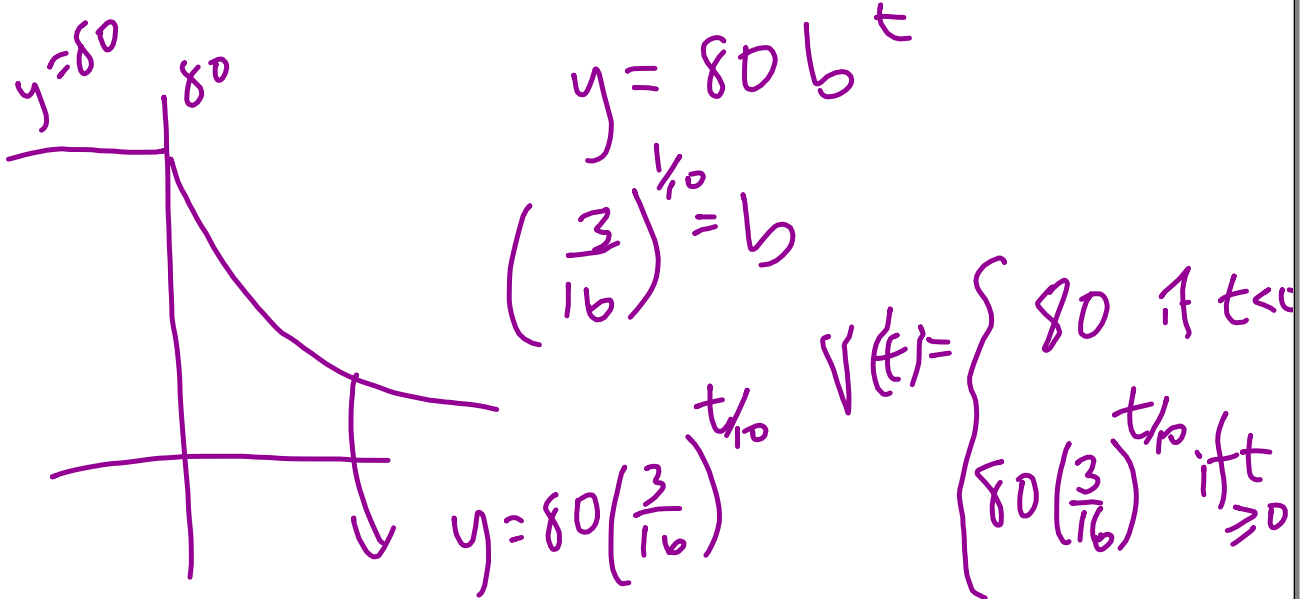 y=80
80
y = 80 b^t
(3/16)^1/10 = b
V(t)= { 80 if t<0
80(3/16)^t/10 if t ≥0
y=80(3/16)^t/10